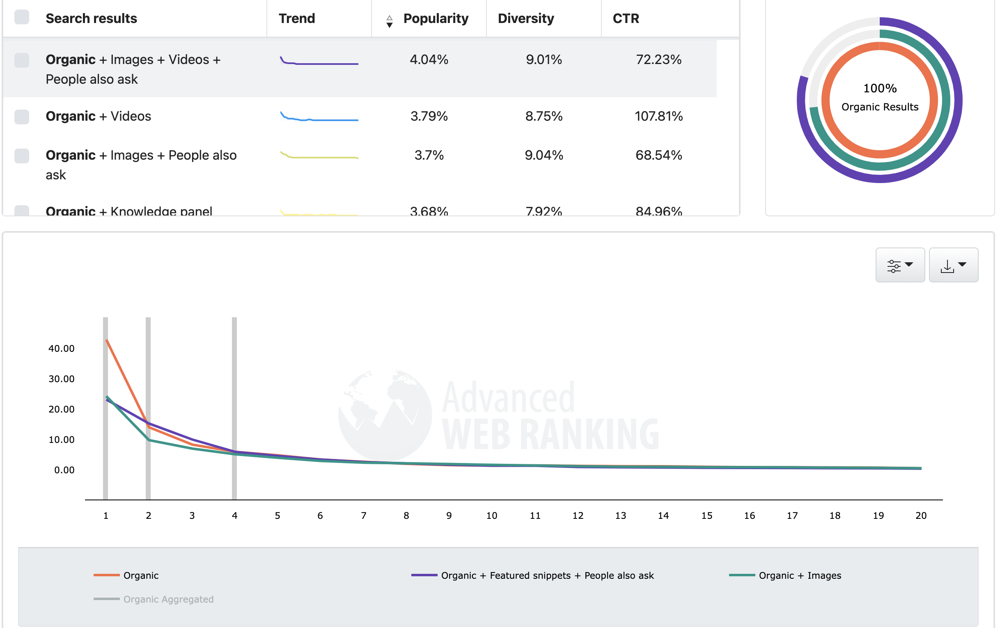 Search results Trend Popularity Diversity CTR
Organic + Images + Videos + 4.04% 9.01% 72.23%
People also ask
Organic + Videos 3.79% 8.75% 107.81%
Organic + Images + People also 3.7% 9.04% 68.54%
ask
Organic + Knowledge panel 3.68% 7.92% 84.96%
100%
Organic Results
40.00
30.00
20.00
10.00
0.00
Advanced
WEB RANKING
1 2 3 4 5 6 7 8 9 10 11 12 13 14 15 16 17 18 19 20
Organic Organic + Featured snippets + People also ask Organic + Images
Organic Aggregated